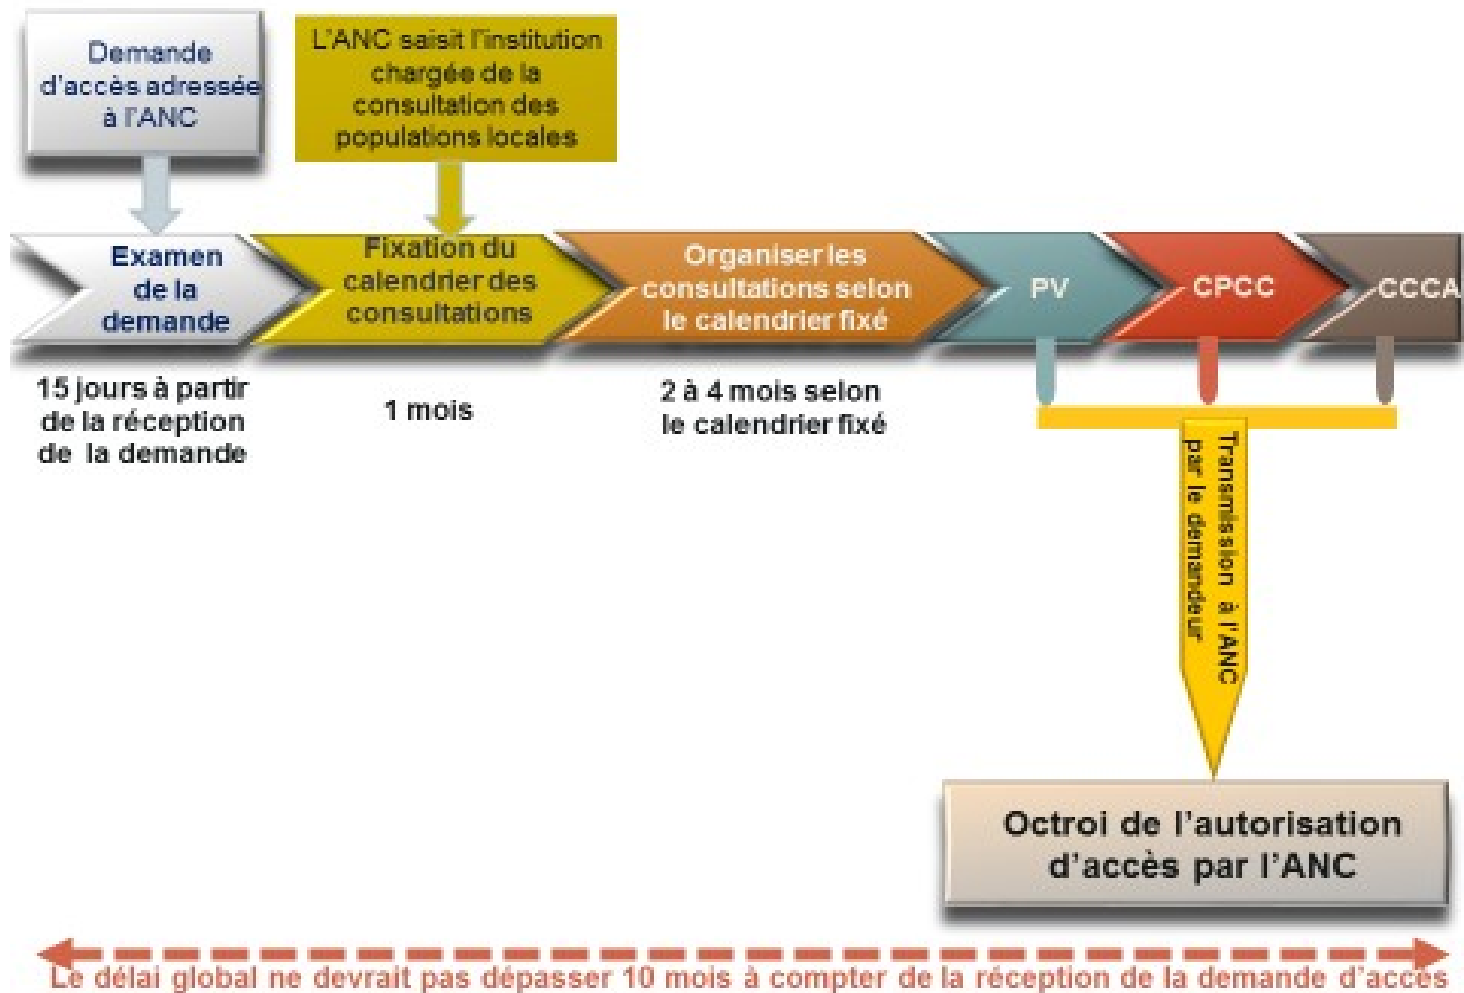 Demande
d'accès adressée
à l'ANC
L'ANC saisit l'institution
chargée de la
consultation des
populations locales
Examen
de la
demande
Fixation du
calendrier des
consultations
Organiser les
consultations selon
le calendrier fixé
PV
CPCC
CCCA
15 jours à partir
de la réception
de la demande
1 mois
2 à 4 mois selon
le calendrier fixé
Transmission à l'ANC
par le demandeur
Octroi de l'autorisation
d'accès par l'ANC
Le délai global ne devrait pas dépasser 10 mois à compter de la réception de la demande d'accès